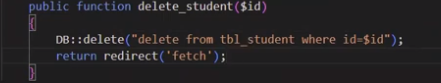 public function delete_student($id)
{
DB::delete("delete from tbl_student where id=$id");
return redirect('fetch');
}